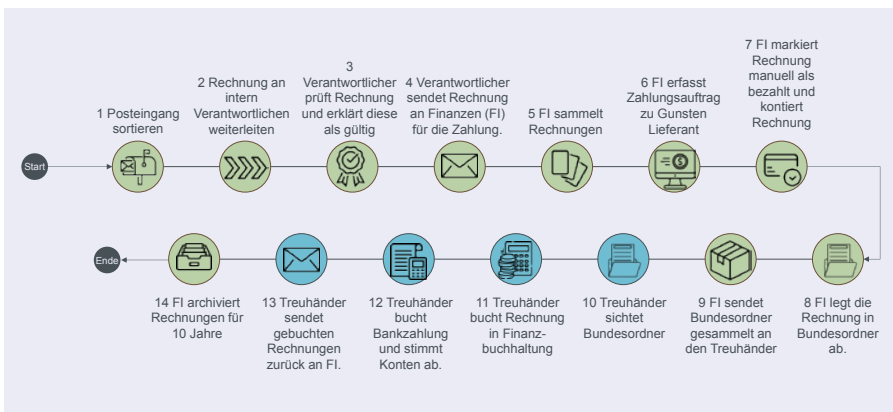 Start
1 Posteingang
sortieren
2 Rechnung an
intern
Verantwortlichen
weiterleiten
3
Verantwortlicher
prüft Rechnung
und erklärt diese
als gültig
4 Verantwortlicher
sendet Rechnung
an Finanzen (FI)
für die Zahlung.
5 FI sammelt
Rechnungen
6 FI erfasst
Zahlungsauftrag
zu Gunsten
Lieferant
7 FI markiert
Rechnung
manuell als
bezahlt und
kontiert
Rechnung
8 FI legt die
Rechnung in
Bundesordner
ab.
9 FI sendet
Bundesordner
gesammelt an
den Treuhänder
10 Treuhänder
sichtet
Bundesordner
11 Treuhänder
bucht Rechnung
in Finanz-
buchhaltung
12 Treuhänder
bucht
Bankzahlung
und stimmt
Konten ab.
13 Treuhänder
sendet
gebuchten
Rechnungen
zurück an FI.
14 FI archiviert
Rechnungen für
10 Jahre
Ende